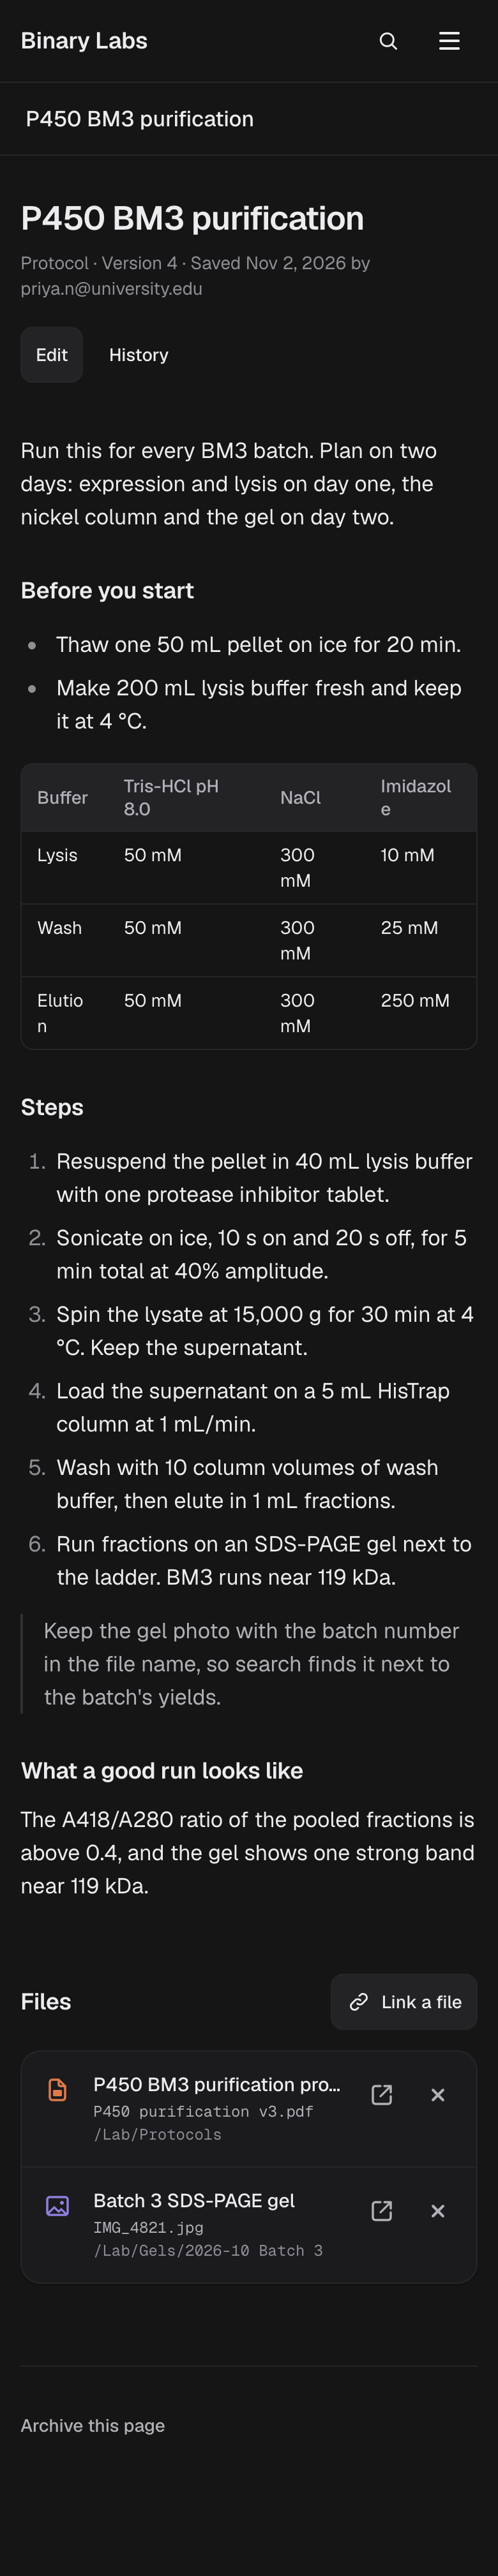 Binary Labs
P450 BM3 purification
P450 BM3 purification
Protocol · Version 4 · Saved Nov 2, 2026 by
priya.n@university.edu
Edit
History
Run this for every BM3 batch. Plan on two
days: expression and lysis on day one, the
nickel column and the gel on day two.
Before you start
• Thaw one 50 mL pellet on ice for 20 min.
• Make 200 mL lysis buffer fresh and keep
it at 4 °C.
Buffer Tris-HCl pH 8.0 NaCl Imidazole
Lysis 50 mM 300 mM 10 mM
Wash 50 mM 300 mM 25 mM
Elution 50 mM 300 mM 250 mM
Steps
1. Resuspend the pellet in 40 mL lysis buffer
with one protease inhibitor tablet.
2. Sonicate on ice, 10 s on and 20 s off, for 5
min total at 40% amplitude.
3. Spin the lysate at 15,000 g for 30 min at 4
°C. Keep the supernatant.
4. Load the supernatant on a 5 mL HisTrap
column at 1 mL/min.
5. Wash with 10 column volumes of wash
buffer, then elute in 1 mL fractions.
6. Run fractions on an SDS-PAGE gel next to
the ladder. BM3 runs near 119 kDa.
Keep the gel photo with the batch number
in the file name, so search finds it next to
the batch's yields.
What a good run looks like
The A418/A280 ratio of the pooled fractions is
above 0.4, and the gel shows one strong band
near 119 kDa.
Files
Link a file
P450 BM3 purification pro...
P450 purification v3.pdf
/Lab/Protocols
Batch 3 SDS-PAGE gel
IMG_4821.jpg
/Lab/Gels/2026-10 Batch 3
Archive this page